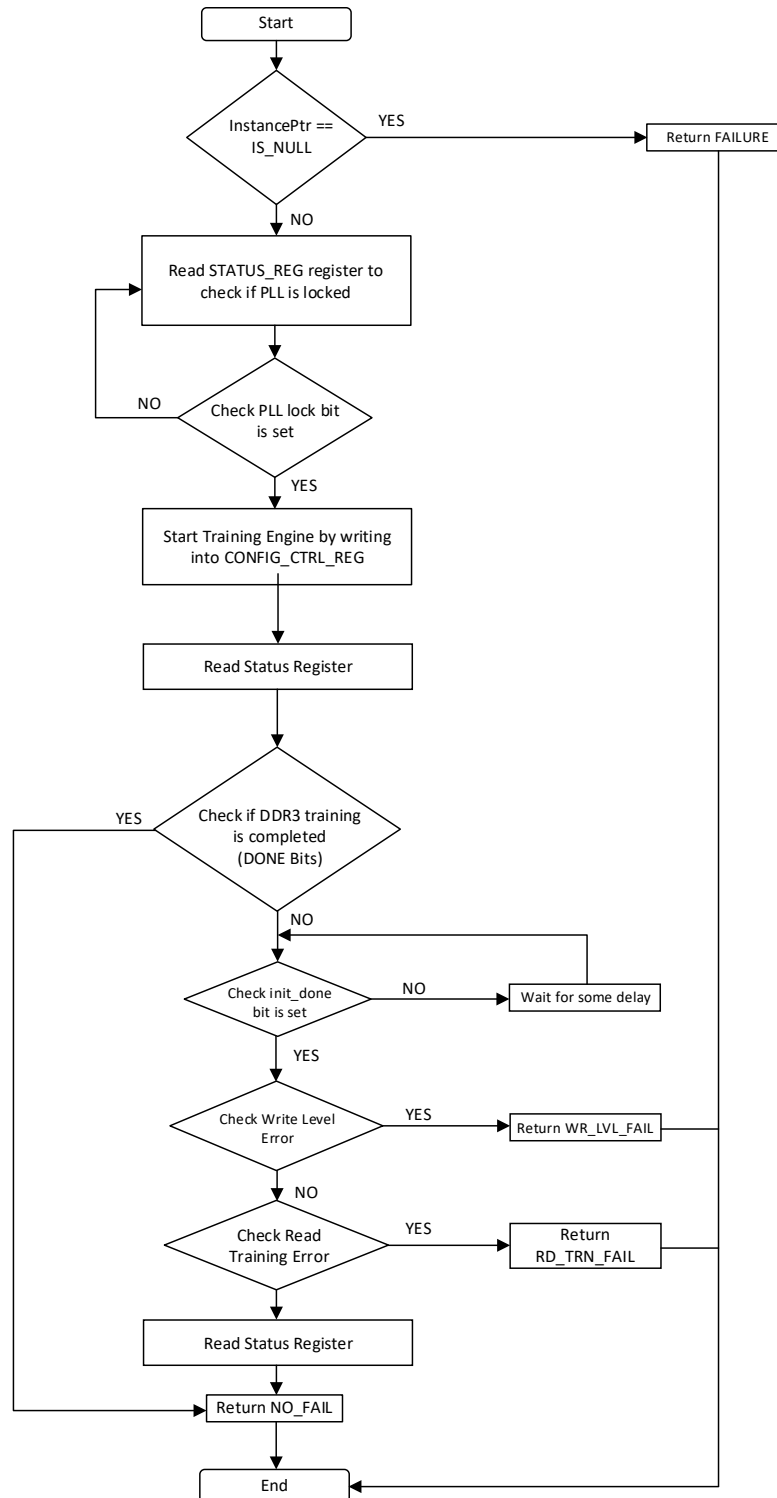 Start
InstancePtr ==
IS_NULL
YES
Return FAILURE
NO
Read STATUS_REG register to
check if PLL is locked
NO
Check PLL lock bit
is set
YES
Start Training Engine by writing
into CONFIG_CTRL_REG
Read Status Register
YES
Check if DDR3 training
is completed
(DONE Bits)
NO
Check init_done
bit is set
NO
Wait for some delay
YES
Check Write Level
Error
YES
Return WR_LVL_FAIL
NO
Check Read
Training Error
YES
Return
RD_TRN_FAIL
Read Status Register
Return NO_FAIL
End